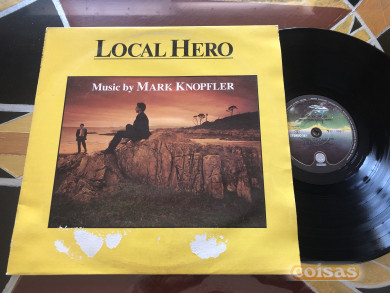 LOCAL HERO
Music by MARK KNOPFLER
coisas